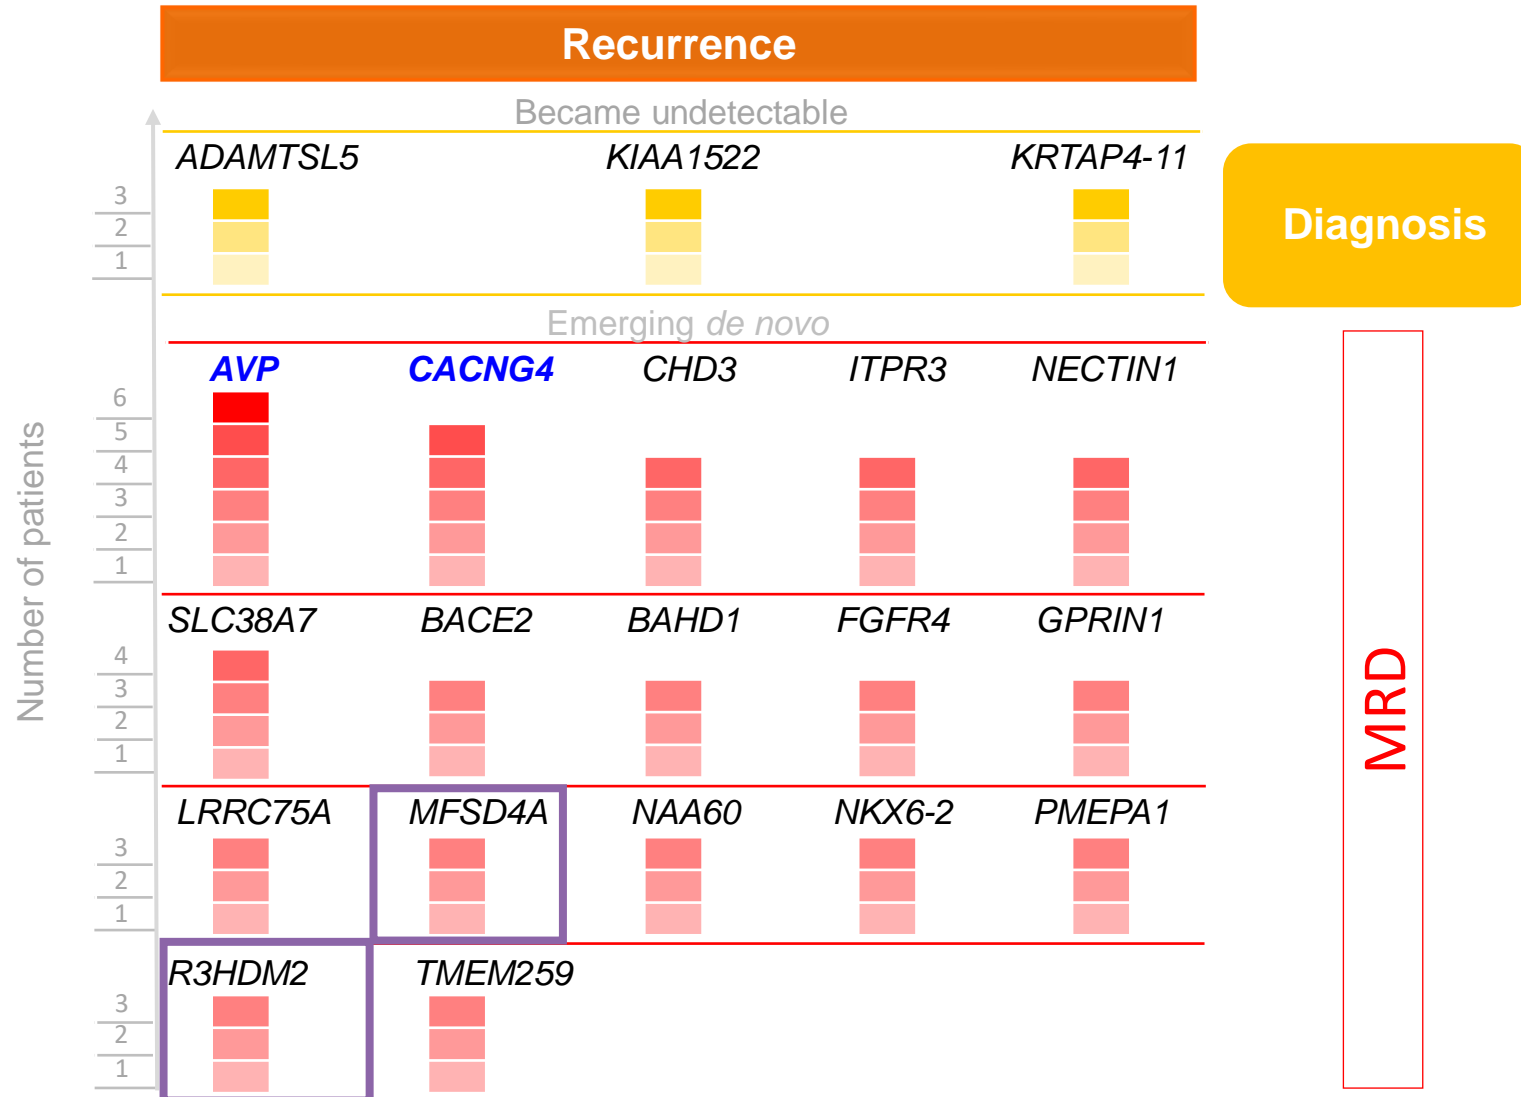 Recurrence
Became undetectable
ADAMTSL5 KIAA1522 KRTAP4-11
3
2
1
Diagnosis
Emerging de novo
AVP CACNG4 CHD3 ITPR3 NECTIN1
6
5
4
3
2
1
Number of patients
SLC38A7 BACE2 BAHD1 FGFR4 GPRIN1
4
3
2
1
MRD
LRRC75A MFSD4A NAA60 NKX6-2 PMEPA1
3
2
1
R3HDM2 TMEM259
3
2
1